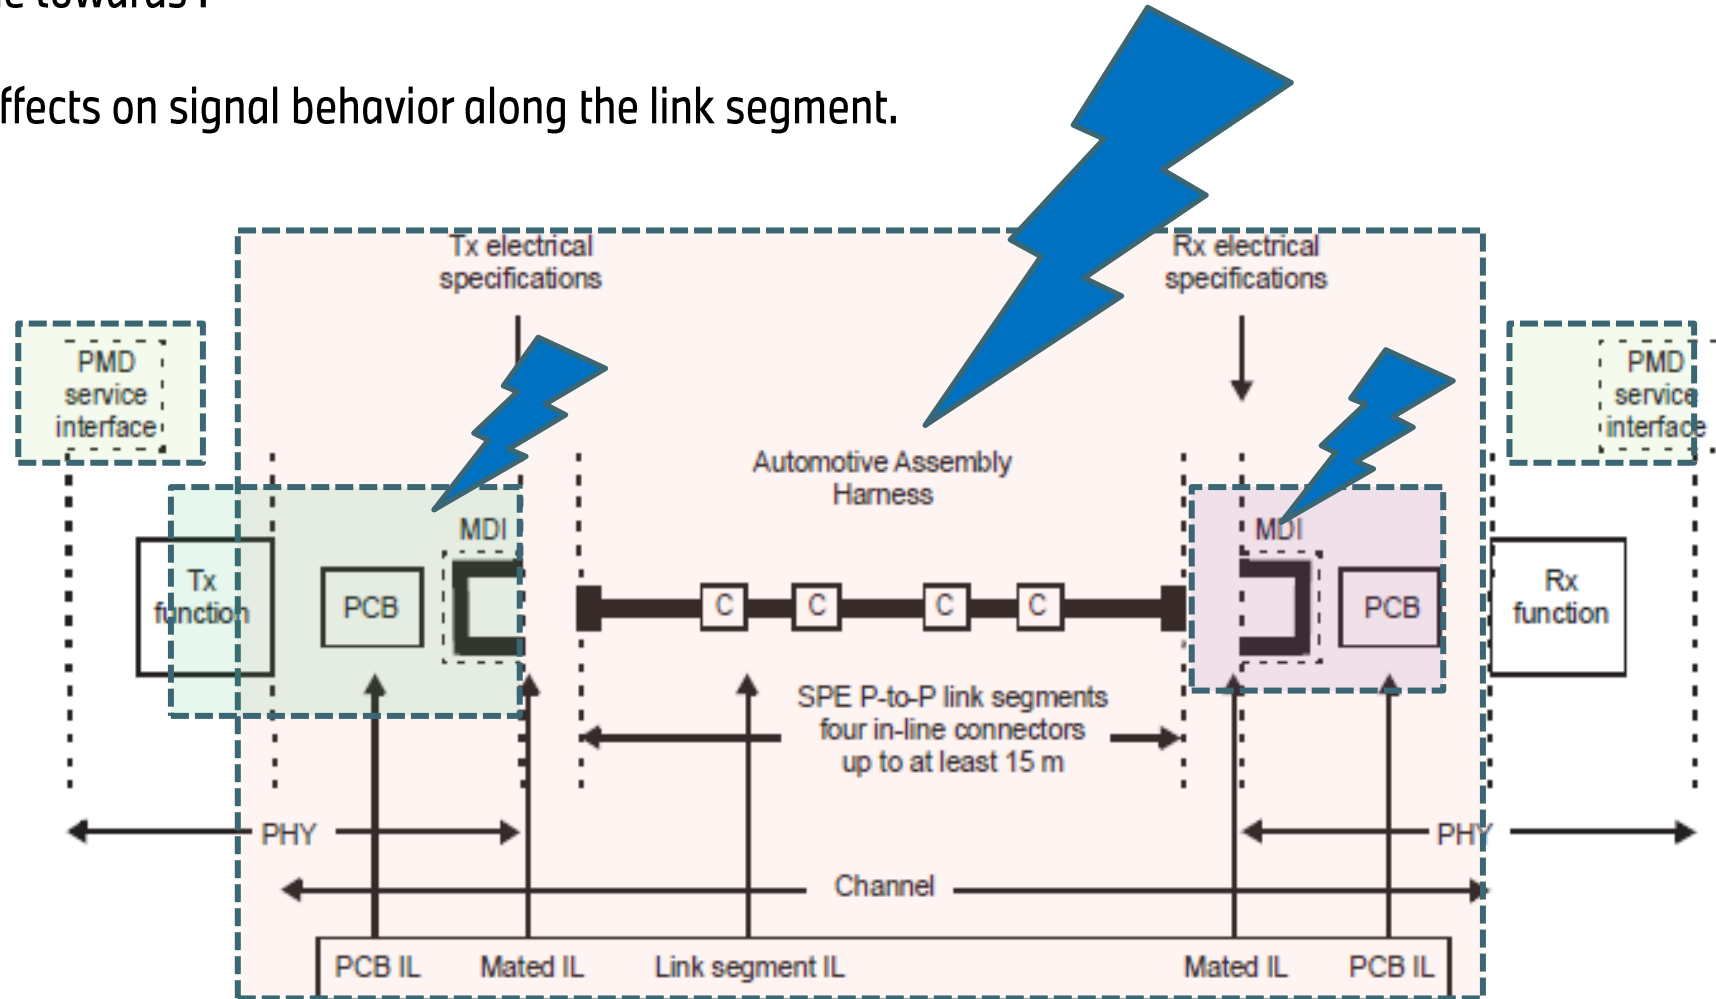 ffects on signal behavior along the link segment.
Tx electrical
specifications
Rx electrical
specifications
PMD
service
interface
PMD
service
interface
Automotive Assembly
Harness
MDI
MDI
Tx
function
PCB
C
C
C
C
PCB
Rx
function
SPE P-to-P link segments
four in-line connectors
up to at least 15 m
PHY
PHY
Channel
PCB IL
Mated IL
Link segment IL
Mated IL
PCB IL